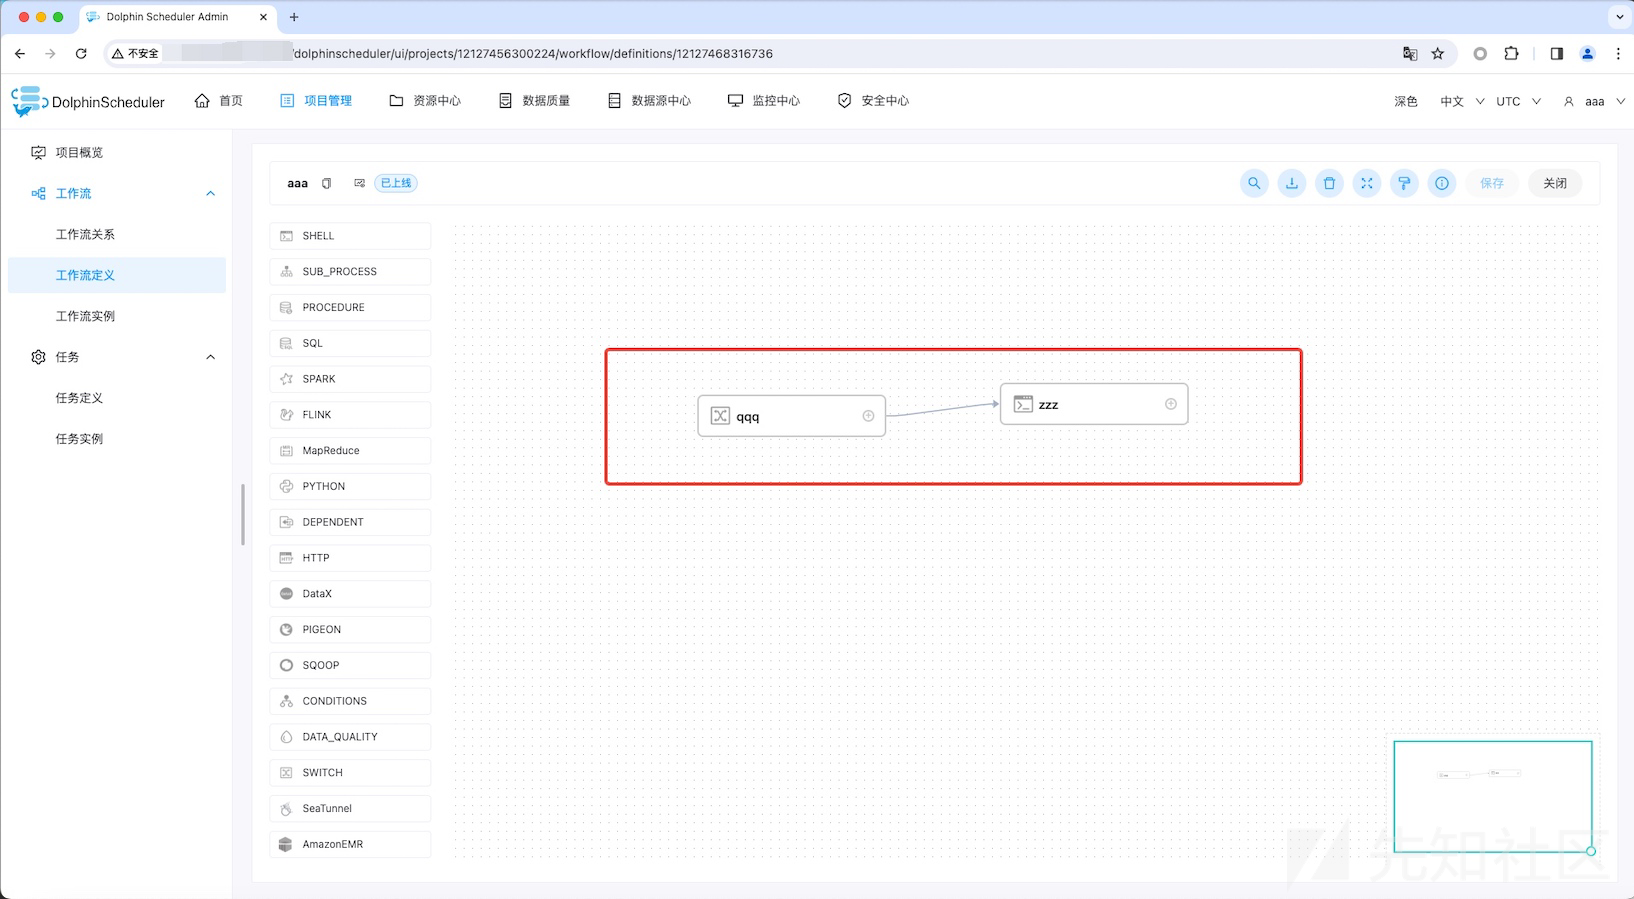 Dolphin Scheduler Admin
不安全
/dolphinscheduler/ui/projects/12127456300224/workflow/definitions/12127468316736
DolphinScheduler
首页
项目管理
资源中心
数据质量
数据源中心
监控中心
安全中心
深色
中文
UTC
aaa
项目概览
工作流
工作流关系
工作流定义
工作流实例
任务
任务定义
任务实例
aaa
已上线
保存
关闭
SHELL
SUB_PROCESS
PROCEDURE
SQL
SPARK
FLINK
MapReduce
PYTHON
DEPENDENT
HTTP
DataX
PIGEON
SQOOP
CONDITIONS
DATA_QUALITY
SWITCH
SeaTunnel
AmazonEMR
qqq
zzz
先知社区